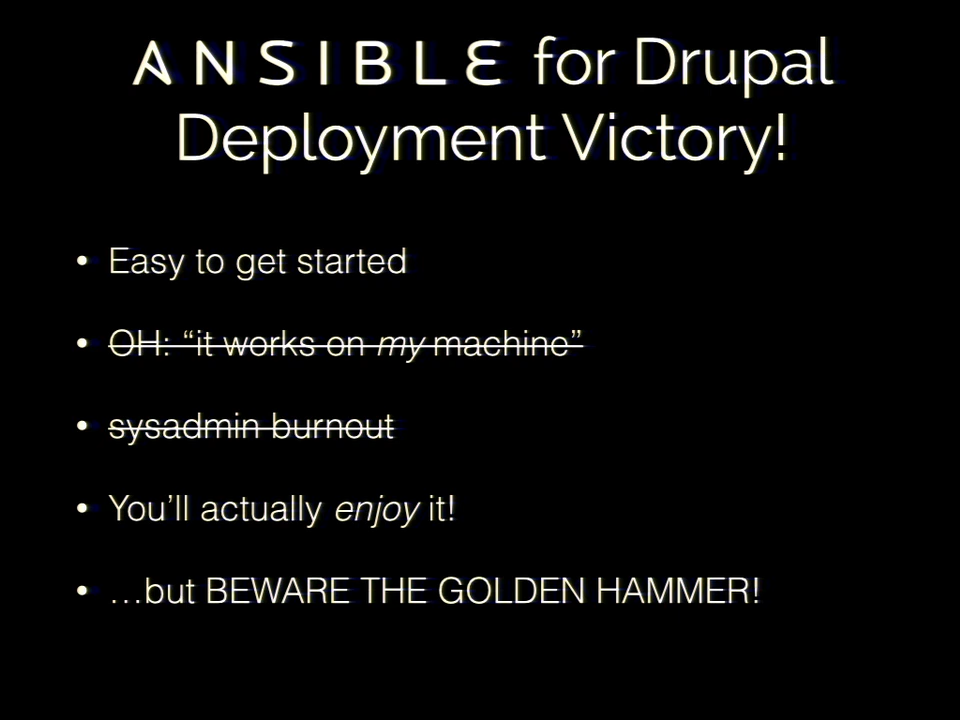 ANSIBLE for Drupal
Deployment Victory!
• Easy to get started
• OH: “it works on my machine”
• sysadmin burnout
• You’ll actually enjoy it!
• …but BEWARE THE GOLDEN HAMMER!